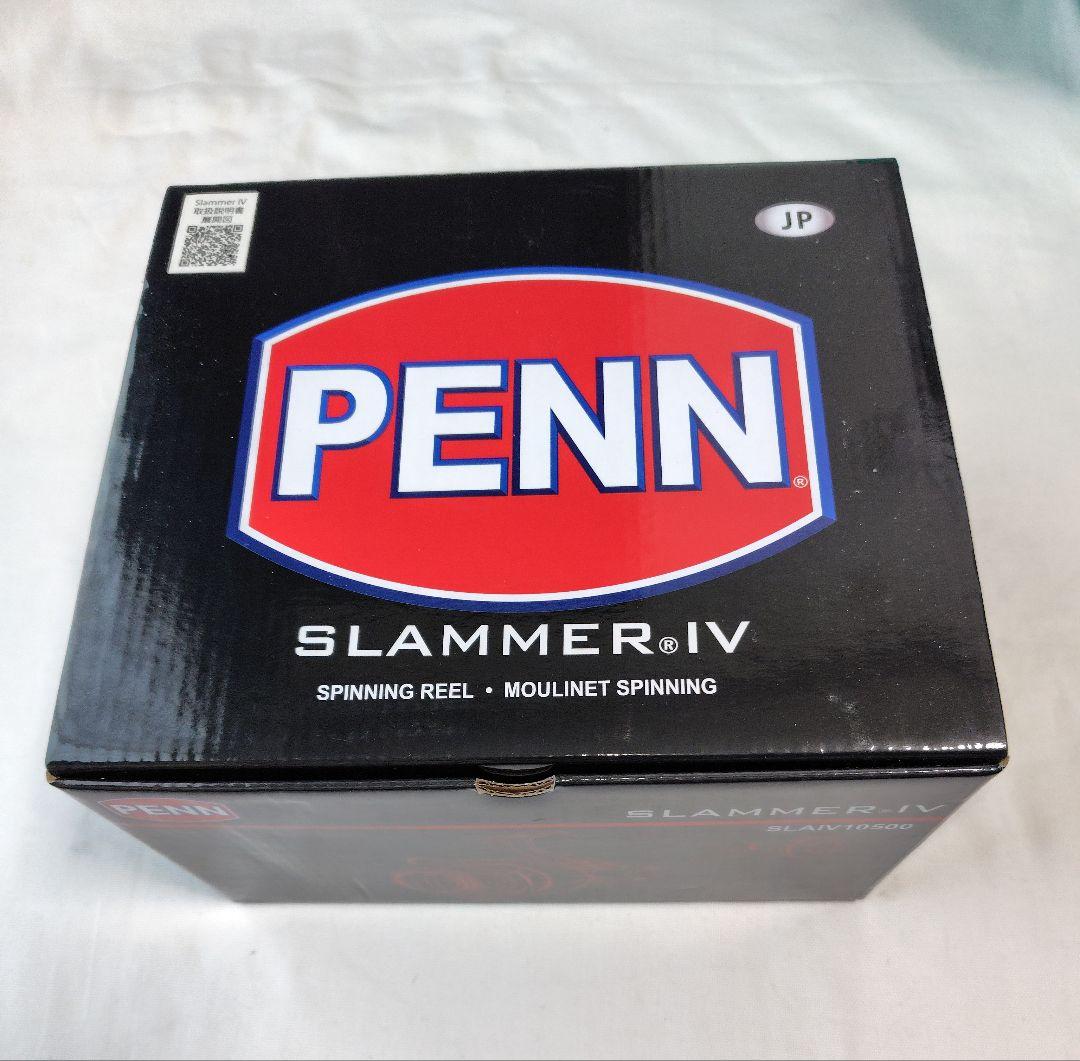 Slammer IV
取扱説明書
展開図
JP
PENN®
SLAMMER®IV
SPINNING REEL • MOULINET SPINNING
PENN
SLAMMER®IV
SLAIV10500